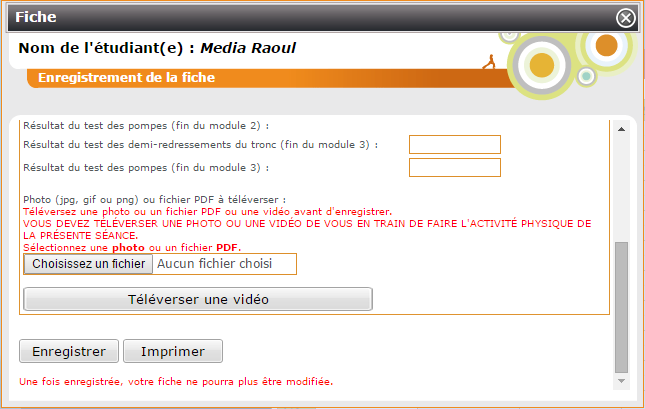 Fiche
Nom de l'étudiant(e) : Media Raoul
Enregistrement de la fiche
Résultat du test des pompes (fin du module 2) :
Résultat du test des demi-redressements du tronc (fin du module 3) :
Résultat du test des pompes (fin du module 3) :
Photo (jpg, gif ou png) ou fichier PDF à téléverser :
Téléversez une photo ou un fichier PDF ou une vidéo avant d'enregistrer.
VOUS DEVEZ TÉLÉVERSER UNE PHOTO OU UNE VIDÉO DE VOUS EN TRAIN DE FAIRE L'ACTIVITÉ PHYSIQUE DE
LA PRÉSENTE SÉANCE.
Sélectionnez une photo ou un fichier PDF.
Choisissez un fichier Aucun fichier choisi
Téléverser une vidéo
Enregistrer Imprimer
Une fois enregistrée, votre fiche ne pourra plus être modifiée.